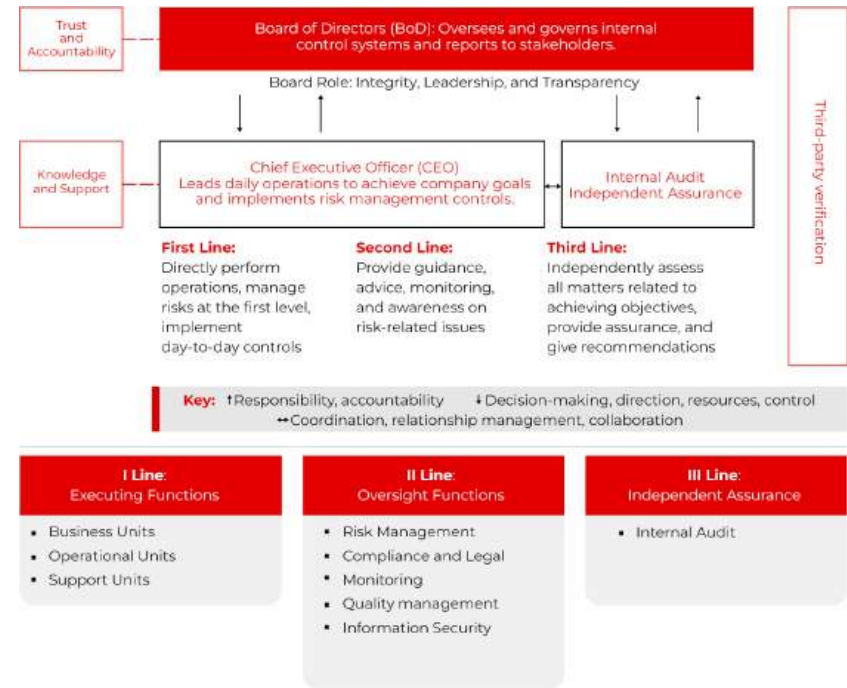 Trust
and
Accountability
Board of Directors (BoD): Oversees and governs internal
control systems and reports to stakeholders.
Board Role: Integrity, Leadership, and Transparency
Third-party verification
Knowledge
and Support
Chief Executive Officer (CEO)
Leads daily operations to achieve company goals
and implements risk management controls.
Internal Audit
Independent Assurance
First Line:
Directly perform
operations, manage
risks at the first level,
implement
day-to-day controls
Second Line:
Provide guidance,
advice, monitoring,
and awareness on
risk-related issues
Third Line:
Independently assess
all matters related to
achieving objectives,
provide assurance, and
give recommendations
Key: ↑Responsibility, accountability ↓Decision-making, direction, resources, control
↔Coordination, relationship management, collaboration
I Line:
Executing Functions
▪ Business Units
▪ Operational Units
▪ Support Units
II Line:
Oversight Functions
▪ Risk Management
▪ Compliance and Legal
▪ Monitoring
▪ Quality management
▪ Information Security
III Line:
Independent Assurance
▪ Internal Audit